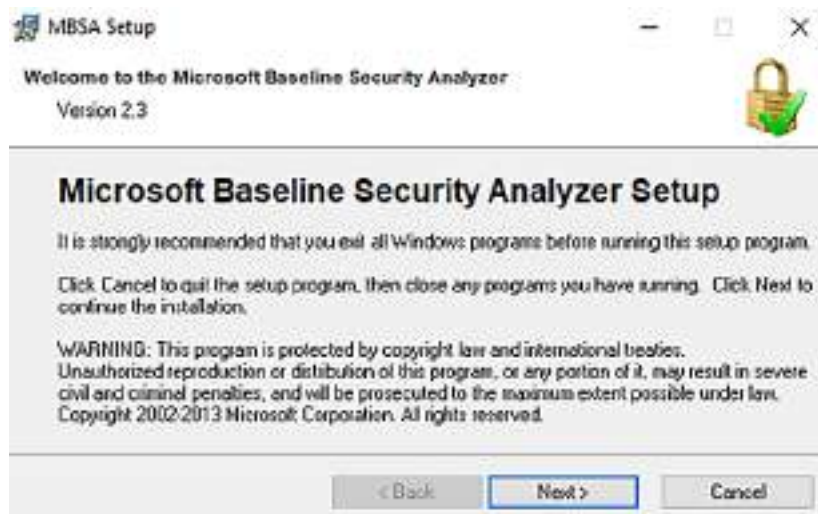 MBSA Setup
Welcome to the Microsoft Baseline Security Analyzer
Version 2.3
Microsoft Baseline Security Analyzer Setup
It is strongly recommended that you exit all Windows programs before running this setup program.
Click Cancel to quit the setup program, then close any programs you have running. Click Next to
continue the installation.
WARNING: This program is protected by copyright law and international treaties.
Unauthorized reproduction or distribution of this program, or any portion of it, may result in severe
civil and criminal penalties, and will be prosecuted to the maximum extent possible under law.
Copyright 2002-2013 Microsoft Corporation. All rights reserved.
< Back Next > Cancel